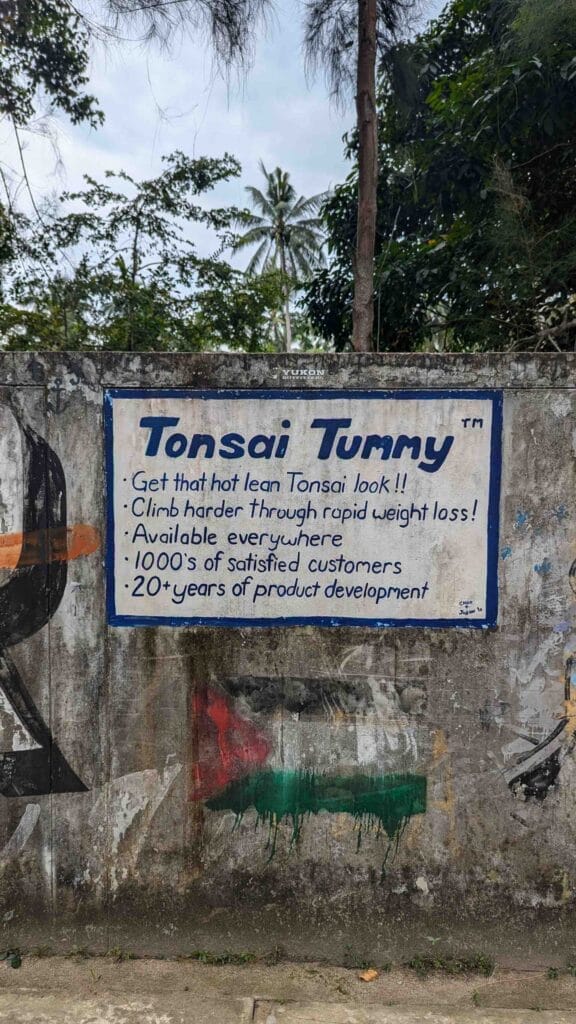 YUKON
OUTFITTERS
Tonsai Tummy ™
· Get that hot lean Tonsai look!!
· Climb harder through rapid weight loss!
· Available everywhere
· 1000's of satisfied customers
· 20+years of product development